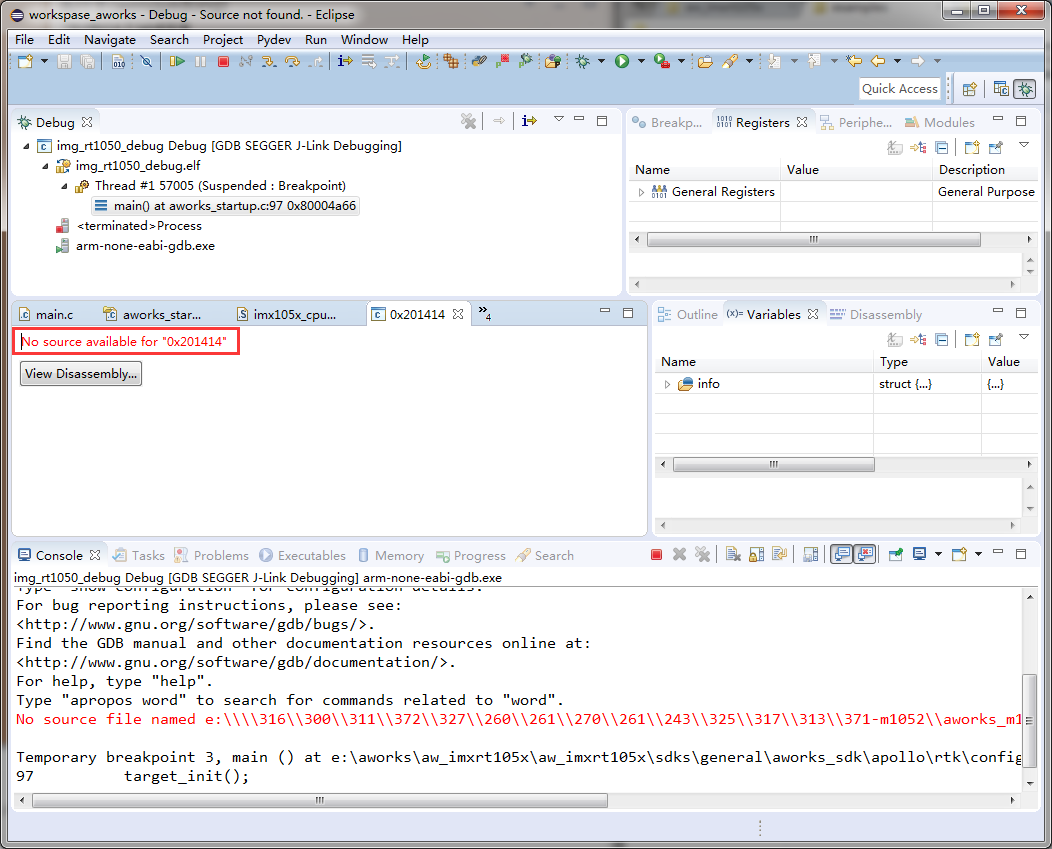 workspase_aworks - Debug - Source not found. - Eclipse
File Edit Navigate Search Project Pydev Run Window Help
Quick Access
Debug
img_rt1050_debug Debug [GDB SEGGER J-Link Debugging]
img_rt1050_debug.elf
Thread #1 57005 (Suspended : Breakpoint)
main() at aworks_startup.c:97 0x80004a66
<terminated>Process
arm-none-eabi-gdb.exe
Breakp... Registers Periphe... Modules
Name Value Description
General Registers General Purpose
main.c aworks_star... imx105x_cpu... 0x201414 »4
No source available for "0x201414"
View Disassembly...
Outline (x)= Variables Disassembly
Name Type Value
info struct {...} {...}
Console Tasks Problems Executables Memory Progress Search
img_rt1050_debug Debug [GDB SEGGER J-Link Debugging] arm-none-eabi-gdb.exe
Type "show configuration" for configuration details.
For bug reporting instructions, please see:
<http://www.gnu.org/software/gdb/bugs/>.
Find the GDB manual and other documentation resources online at:
<http://www.gnu.org/software/gdb/documentation/>.
For help, type "help".
Type "apropos word" to search for commands related to "word".
No source file named e:\\\\316\\300\\311\\372\\327\\260\\261\\270\\261\\243\\325\\317\\313\\371-m1052\\aworks_m1
Temporary breakpoint 3, main () at e:\aworks\aw_imxrt105x\aw_imxrt105x\sdks\general\aworks_sdk\apollo\rtk\config
97 target_init();